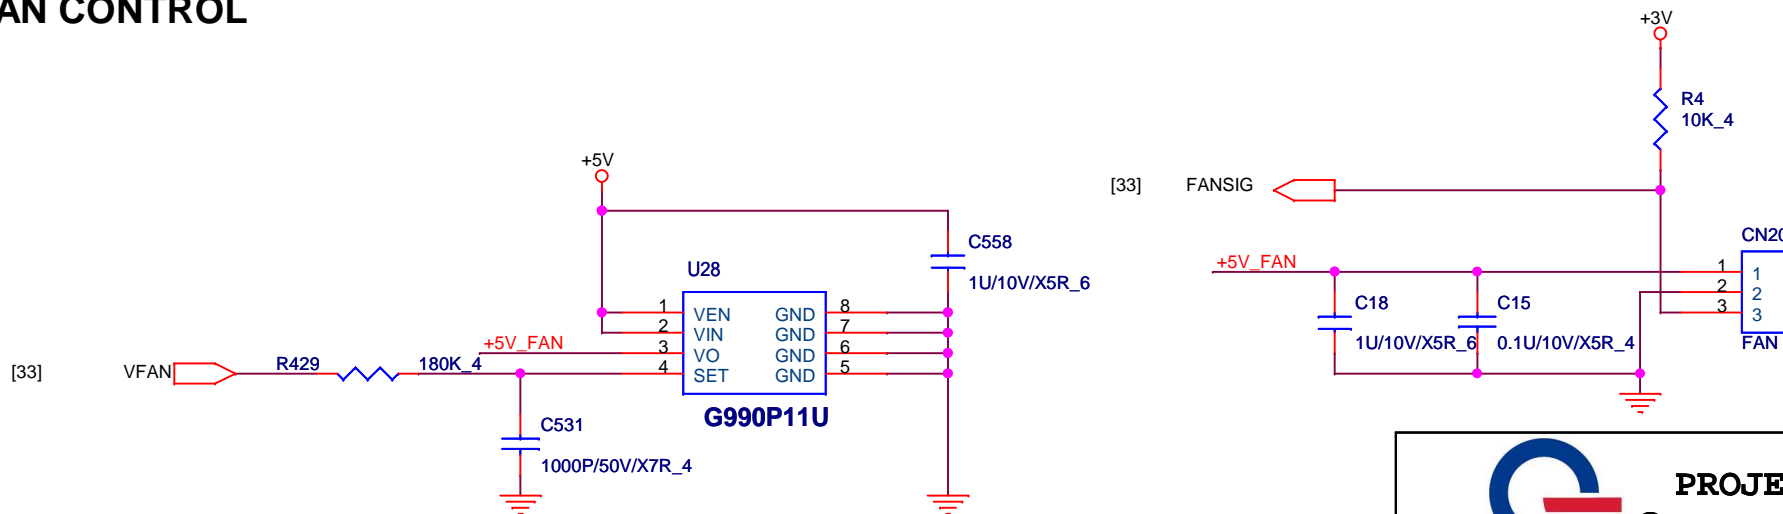 AN CONTROL
+3V
R4
10K_4
+5V
[33] FANSIG
C558
1U/10V/X5R_6
CN20
U28
+5V_FAN
1 1
2 2
3 3
FAN
C18
1U/10V/X5R_6
C15
0.1U/10V/X5R_4
1 VEN GND 8
2 VIN GND 7
+5V_FAN 3 VO GND 6
4 SET GND 5
[33] VFAN R429 180K_4
G990P11U
C531
1000P/50V/X7R_4
PROJE